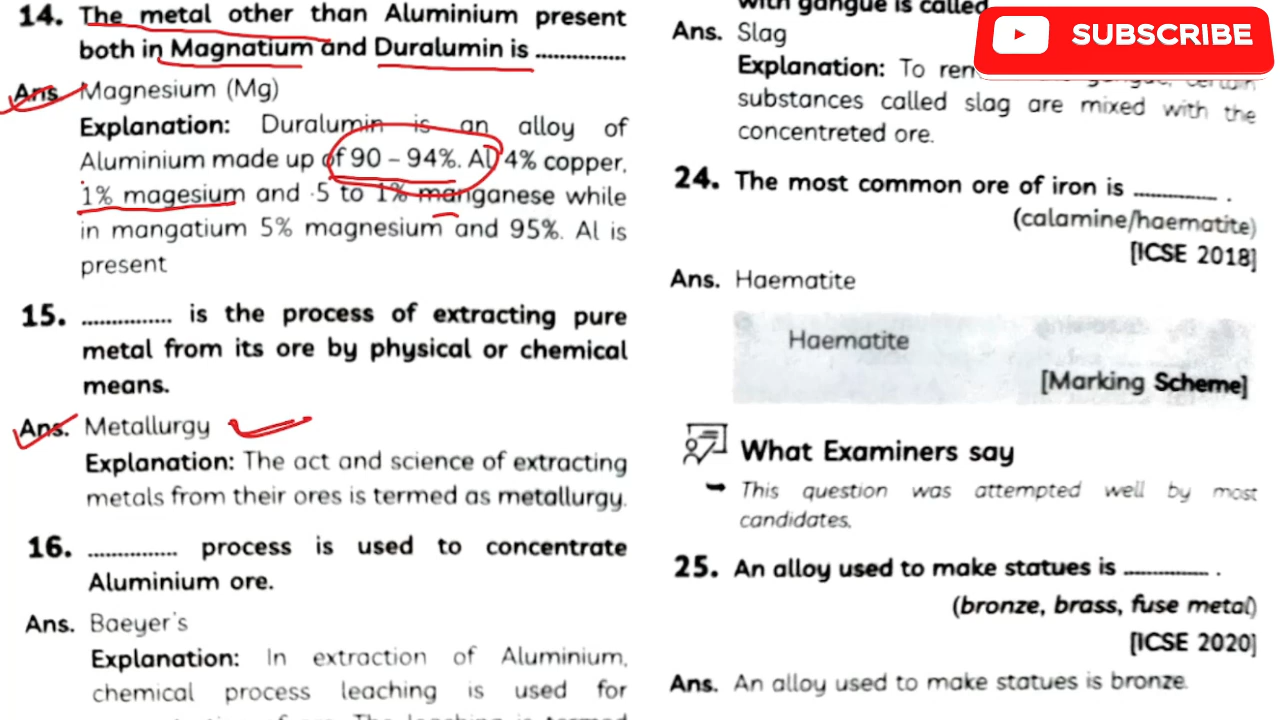 14. The metal other than Aluminium present
both in Magnatium and Duralumin is ...............
Ans. Magnesium (Mg)
Explanation: Duralumin is an alloy of
Aluminium made up of 90 – 94%. Al 4% copper,
1% magesium and ·5 to 1% manganese while
in mangatium 5% magnesium and 95%. Al is
present
15. ............... is the process of extracting pure
metal from its ore by physical or chemical
means.
Ans. Metallurgy
Explanation: The act and science of extracting
metals from their ores is termed as metallurgy.
16. ............... process is used to concentrate
Aluminium ore.
Ans. Baeyer's
Explanation: In extraction of Aluminium,
chemical process leaching is used for
with gangue is called
Ans. Slag
Explanation: To
substances called slag are mixed with the
concentreted ore.
24. The most common ore of iron is ............... .
(calamine/haematite)
[ICSE 2018]
Ans. Haematite
Haematite
[Marking Scheme]
What Examiners say
This question was attempted well by most
candidates.
25. An alloy used to make statues is ............... .
(bronze, brass, fuse metal)
[ICSE 2020]
Ans. An alloy used to make statues is bronze.
SUBSCRIBE